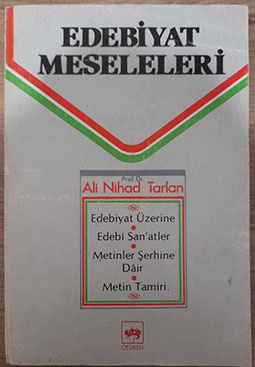 EDEBİYAT
MESELELERİ
Prof. Dr.
Ali Nihad Tarlan
Edebiyat Üzerine
Edebî San'atler
Metinler Şerhine
Dâir
Metin Tamiri.
ÖTÜKEN